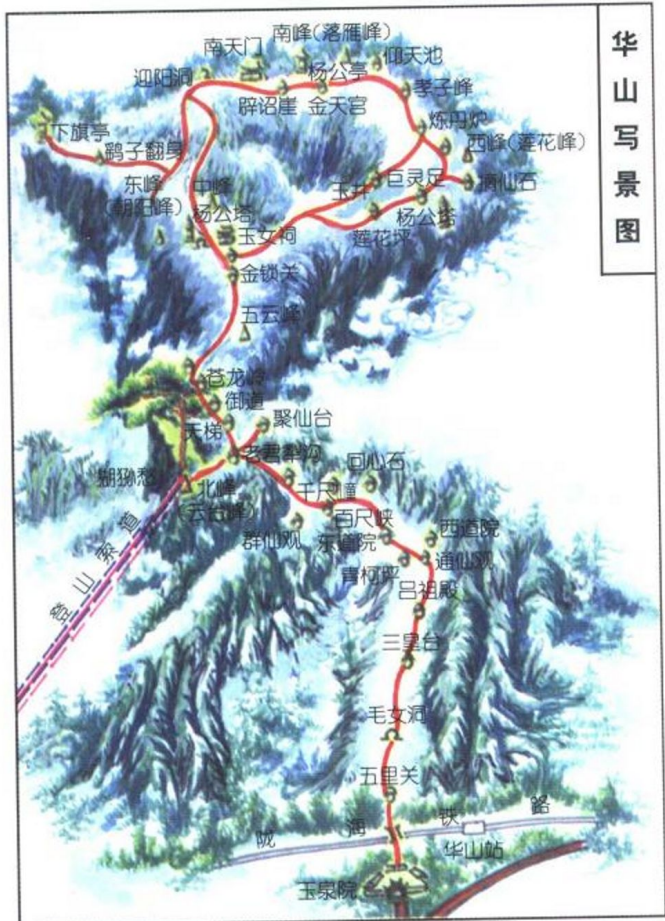 华山写景图
南峰(落雁峰)
南天门
仰天池
迎阳洞
杨公亭
孝子峰
辟诏崖
金天宫
炼丹炉
下旗亭
西峰(莲花峰)
鹞子翻身
东峰
(朝阳峰)
中峰
玉井
巨灵足
滴仙石
杨公塔
杨公塔
玉女祠
莲花坪
金锁关
五云峰
苍龙岭
御道
聚仙台
天梯
老君犁沟
回心石
猢狲愁
北峰
(云台峰)
千尺幢
百尺峡
群仙观
东道院
西道院
通仙观
青柯坪
登山索道
吕祖殿
三皇台
毛女洞
五里关
陇海铁路
华山站
玉泉院